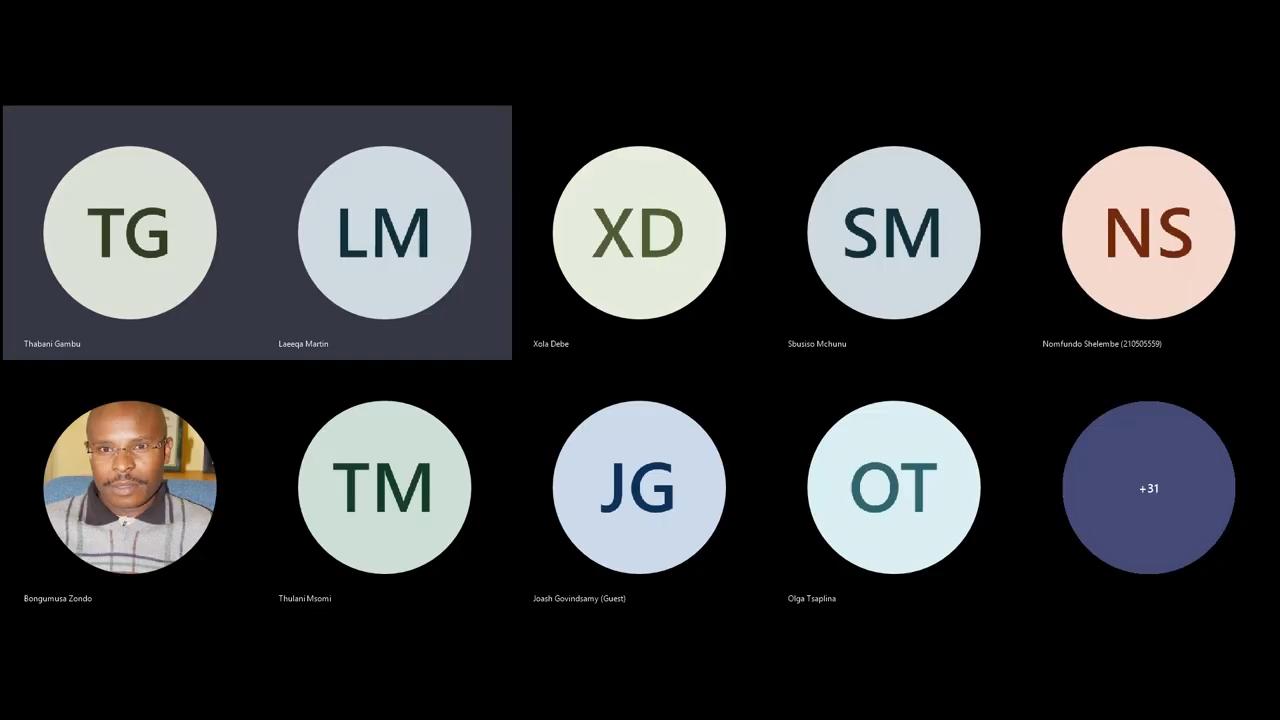 TG
LM
XD
SM
NS
Thabani Gambu
Laeeqa Martin
Xola Debe
Sbusiso Mchunu
Nomfundo Shelembe (210505559)
TM
JG
OT
+31
Bongumusa Zondo
Thulani Msomi
Joash Govindsamy (Guest)
Olga Tsaplina